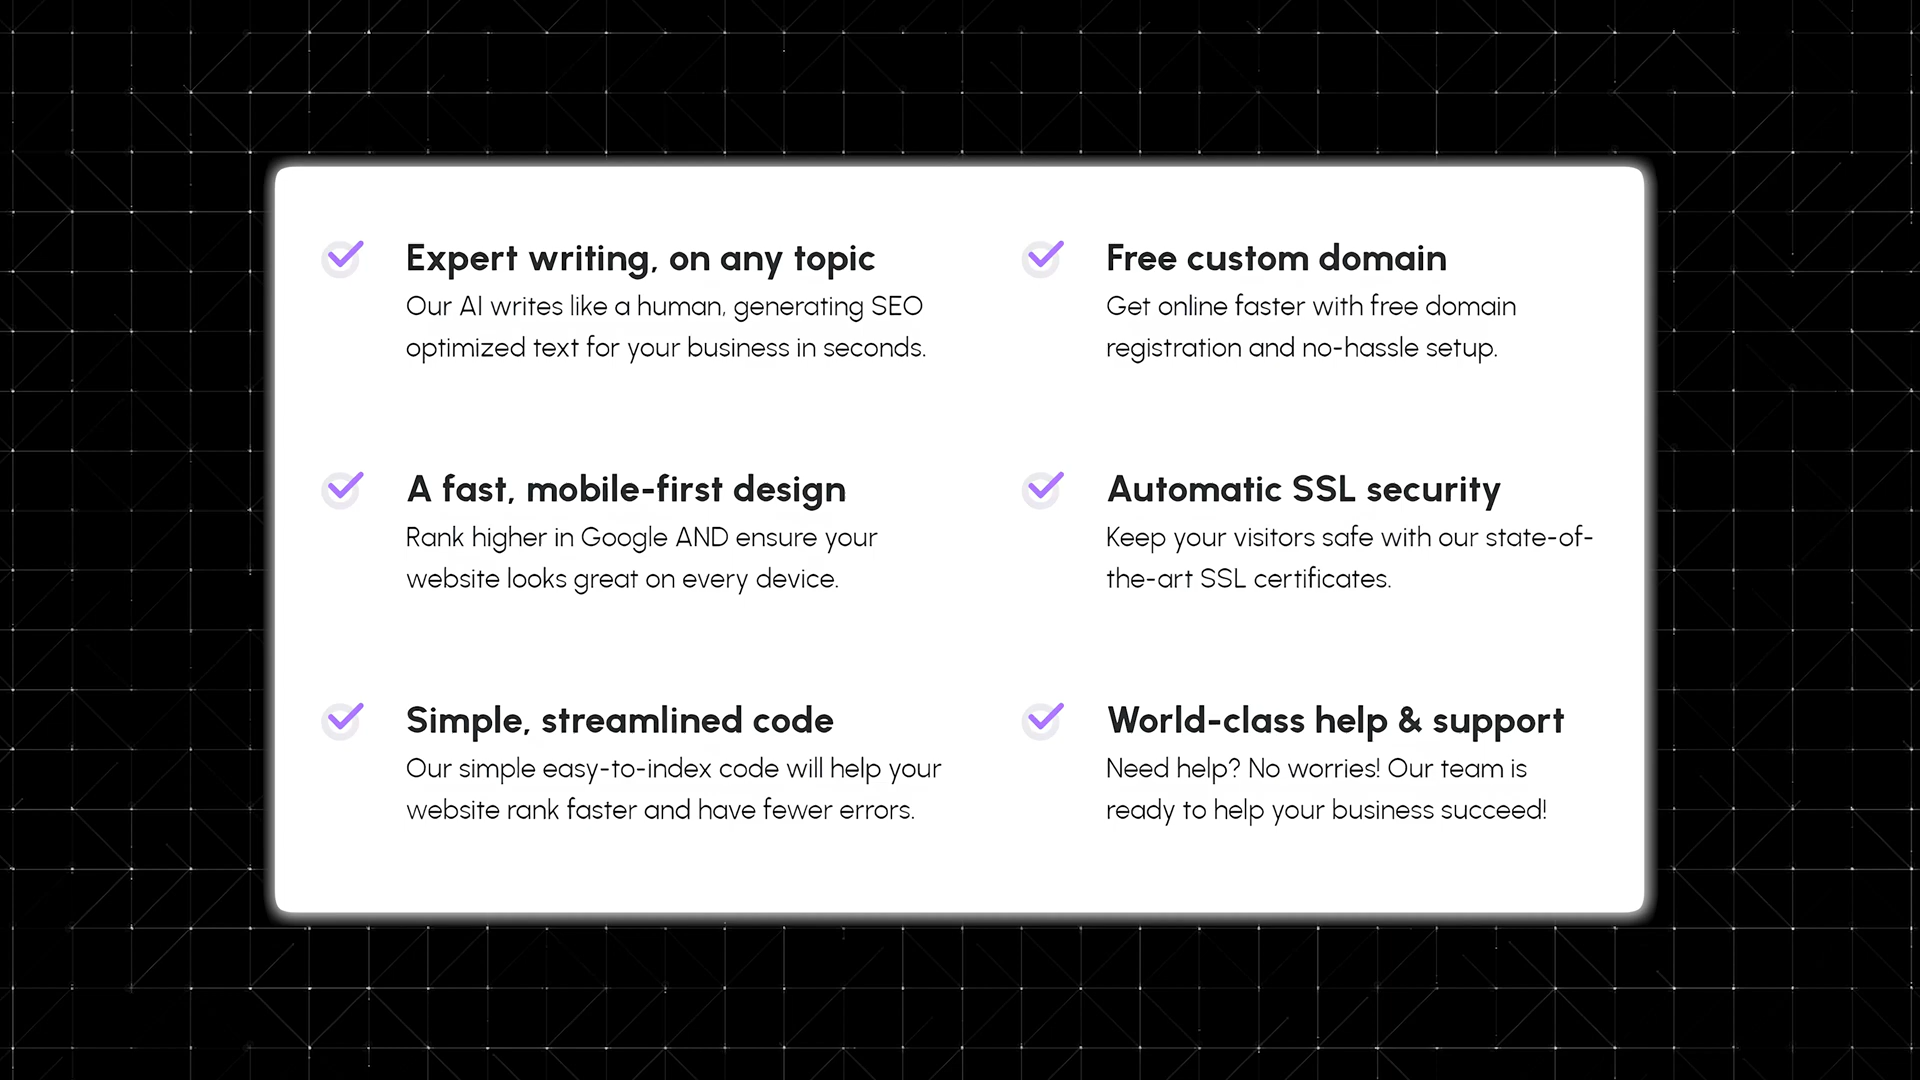 Expert writing, on any topic
Our AI writes like a human, generating SEO
optimized text for your business in seconds.
A fast, mobile-first design
Rank higher in Google AND ensure your
website looks great on every device.
Simple, streamlined code
Our simple easy-to-index code will help your
website rank faster and have fewer errors.
Free custom domain
Get online faster with free domain
registration and no-hassle setup.
Automatic SSL security
Keep your visitors safe with our state-of-
the-art SSL certificates.
World-class help & support
Need help? No worries! Our team is
ready to help your business succeed!